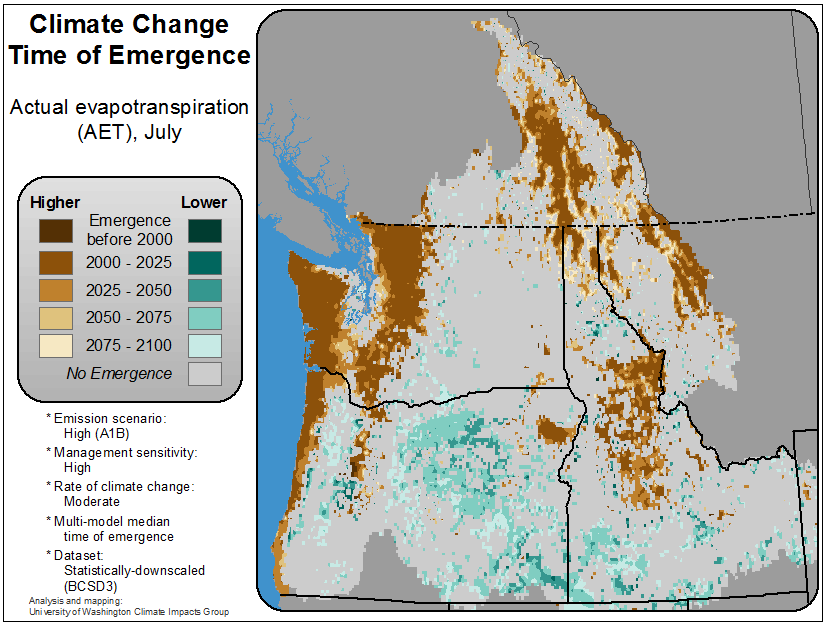 Climate Change
Time of Emergence
Actual evapotranspiration
(AET), July
Higher Lower
Emergence
before 2000
2000 - 2025
2025 - 2050
2050 - 2075
2075 - 2100
No Emergence
* Emission scenario:
High (A1B)
* Management sensitivity:
High
* Rate of climate change:
Moderate
* Multi-model median
time of emergence
* Dataset:
Statistically-downscaled
(BCSD3)
Analysis and mapping:
University of Washington Climate Impacts Group